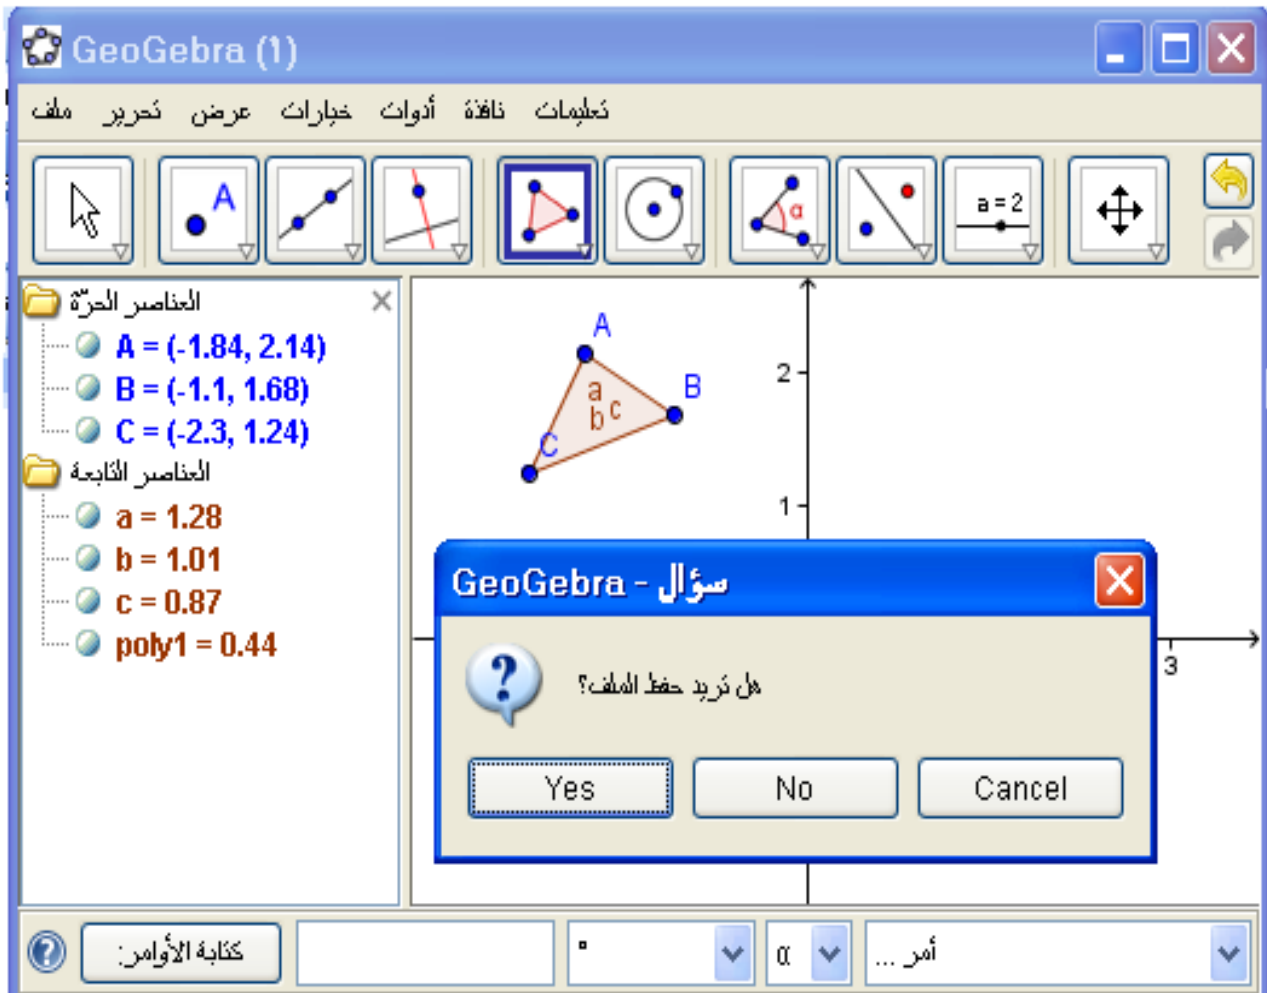 GeoGebra (1)
ملف تحرير عرض خيارات أدوات نافذة تعليمات
A
α
a = 2
العناصر الحرّة
A = (-1.84, 2.14)
B = (-1.1, 1.68)
C = (-2.3, 1.24)
العناصر التابعة
a = 1.28
b = 1.01
c = 0.87
poly1 = 0.44
A
B
C
a
b
c
2
1
3
GeoGebra - سؤال
هل تريد حفظ الملف؟
Yes
No
Cancel
كتابة الأوامر:
°
α
أمر ...